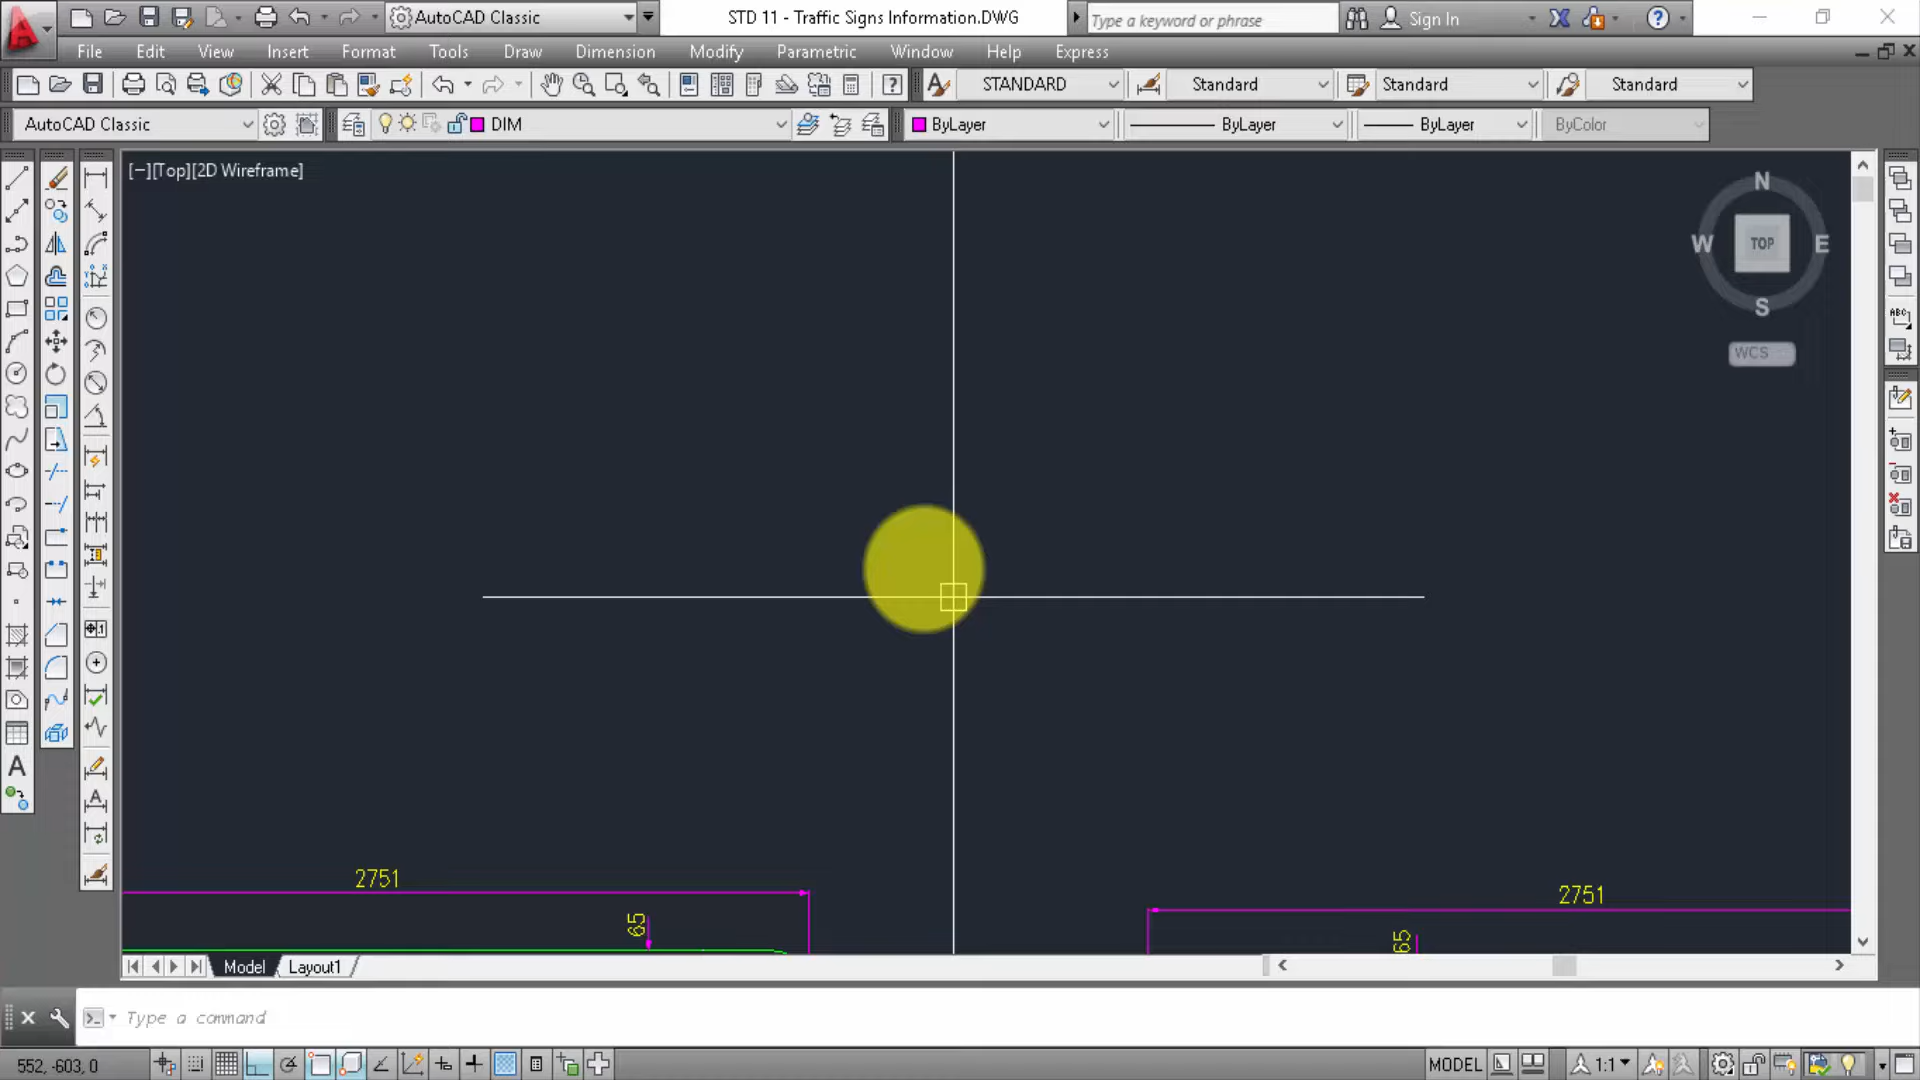 AutoCAD Classic
STD 11 - Traffic Signs Information.DWG
Type a keyword or phrase
Sign In
File Edit View Insert Format Tools Draw Dimension Modify Parametric Window Help Express
STANDARD Standard Standard Standard
AutoCAD Classic DIM ByLayer ByLayer ByLayer ByColor
[−][Top][2D Wireframe]
N
W TOP E
S
WCS
2751
65
2751
65
Model Layout1
Type a command
552, -603, 0
MODEL 1:1